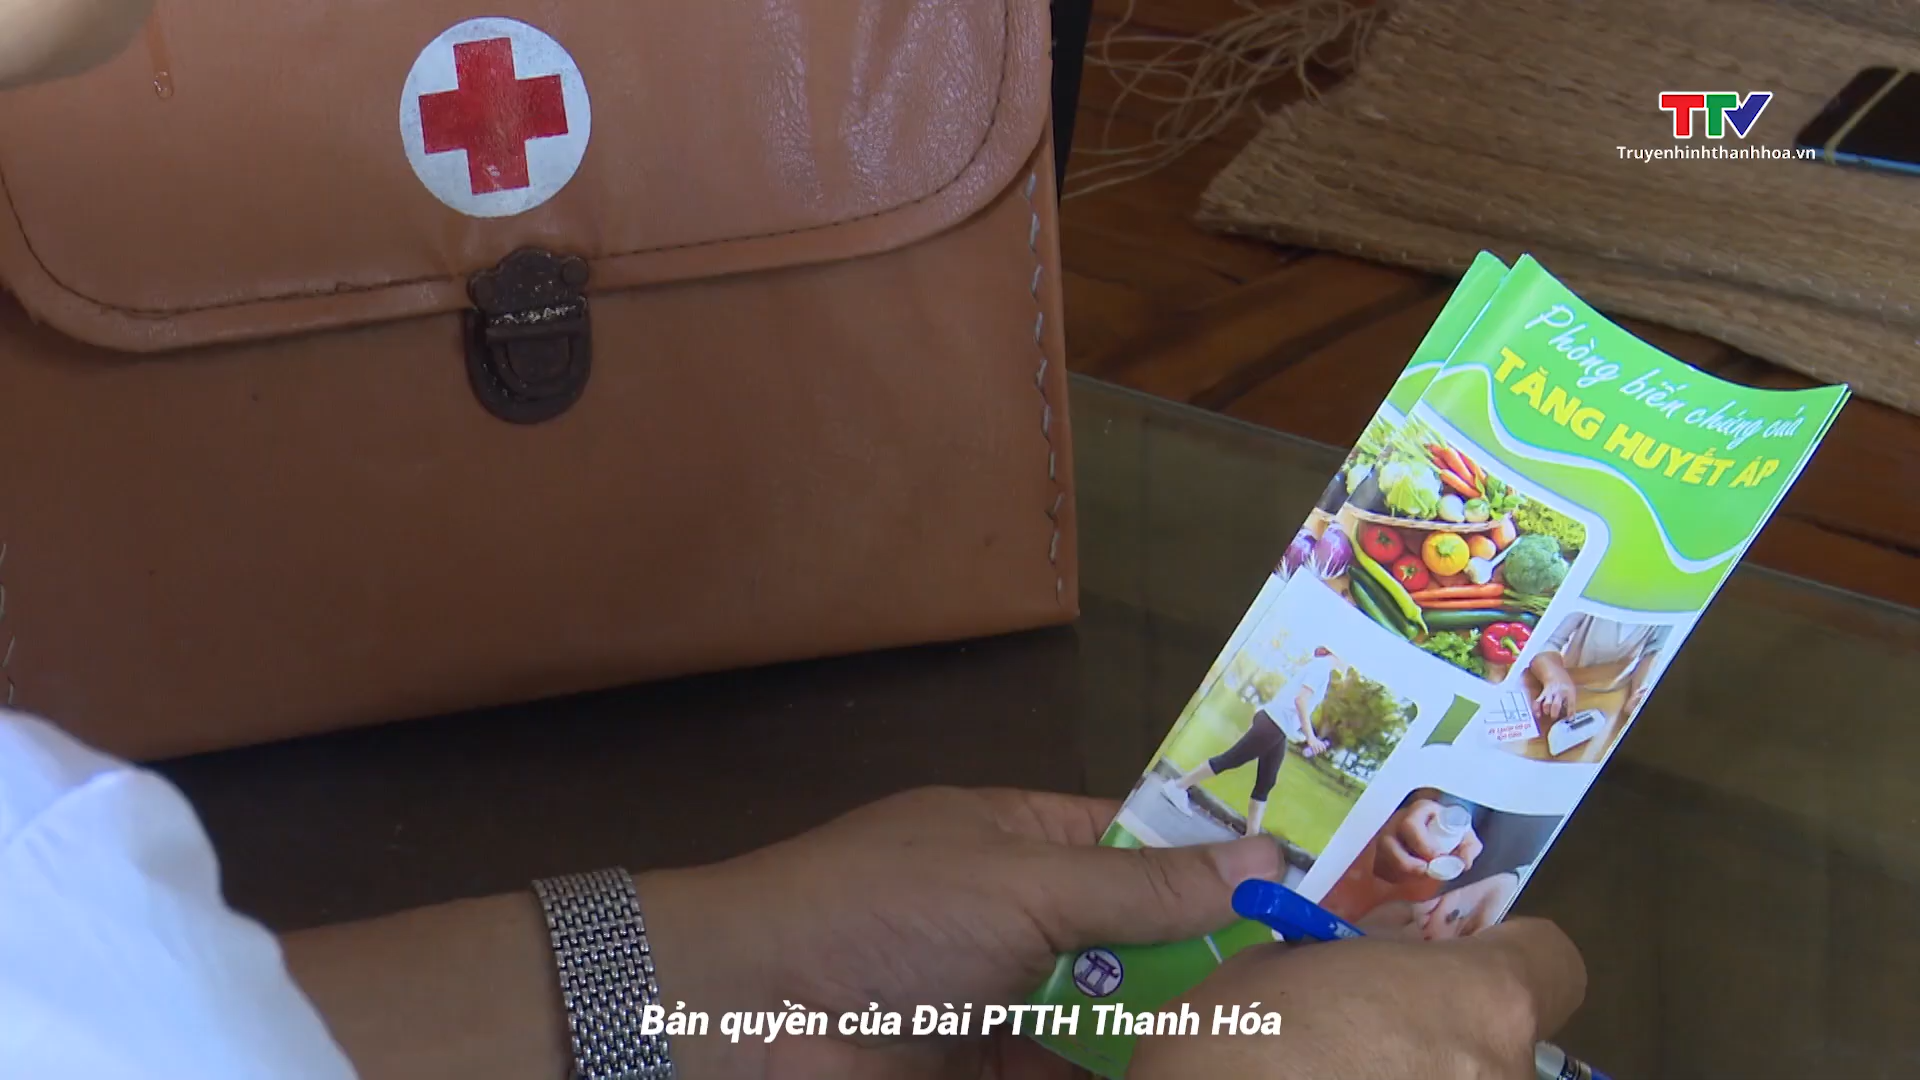 TTV
Truyenhinhthanhhoa.vn
Phòng biến chứng của
TĂNG HUYẾT ÁP
Bản quyền của Đài PTTH Thanh Hóa